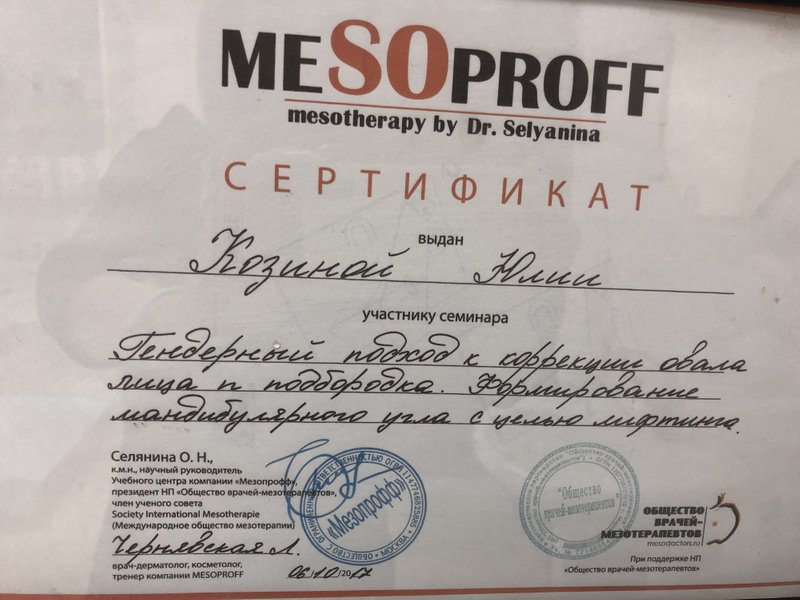 MESOPROFF
mesotherapy by Dr. Selyanina
СЕРТИФИКАТ
выдан
Козиной Юлии
участнику семинара
Гендерный подход к коррекции овала
лица и подбородка. Формирование
мандибулярного угла с целью лифтинга.
Селянина О. Н.,
к.м.н., научный руководитель
Учебного центра компании «Мезопрофф»,
президент НП «Общество врачей-мезотерапевтов»,
член ученого совета
Society International Mesotherapie
(Международное общество мезотерапии)
Чернявская Л.
врач-дерматолог, косметолог,
тренер компании MESOPROFF
06/10/2017
«Мезопрофф»
МОСКВА
"Общество
врачей-мезотерапевтов"
ОБЩЕСТВО
ВРАЧЕЙ-
МЕЗОТЕРАПЕВТОВ
mesodoctors.ru
При поддержке НП
«Общество врачей-мезотерапевтов»